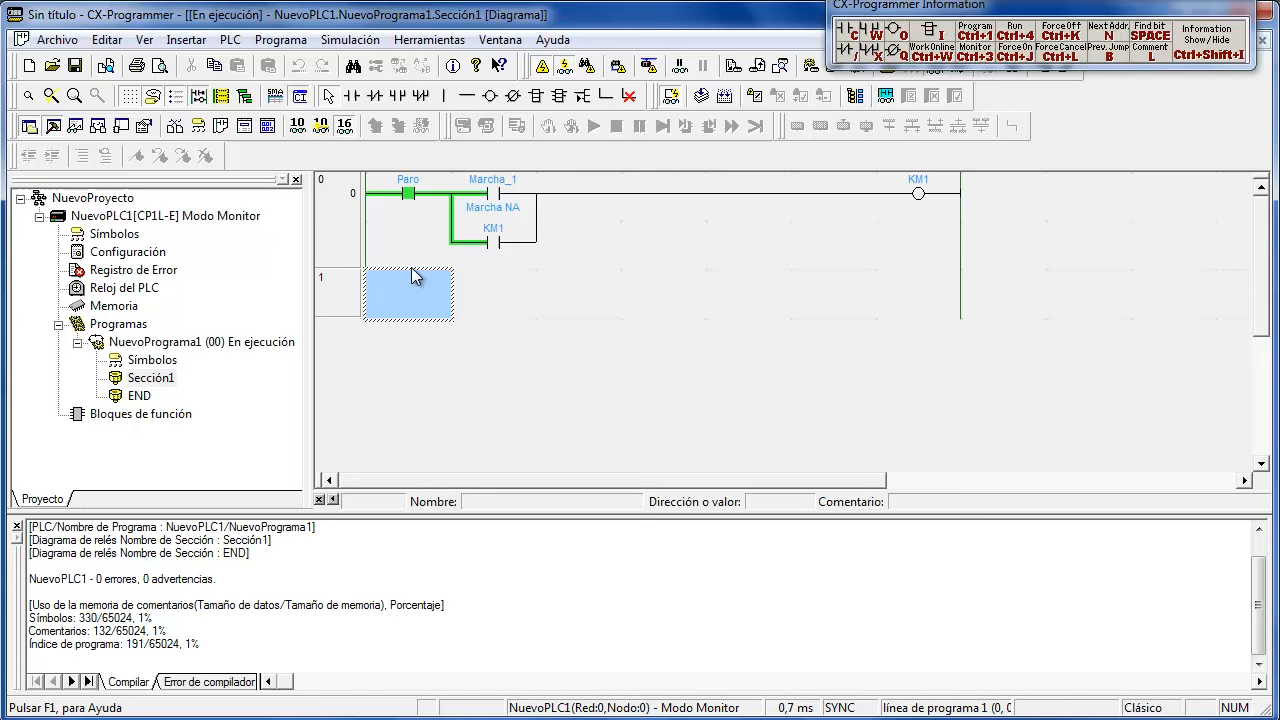 Sin título - CX-Programmer - [[En ejecución] - NuevoPLC1.NuevoPrograma1.Sección1 [Diagrama]]
CX-Programmer Information
Archivo Editar Ver Insertar PLC Programa Simulación Herramientas Ventana Ayuda
C W O I Program Ctrl+1 Run Ctrl+4 Force Off Ctrl+K Next Addr. N Find bit SPACE Information Show/Hide Ctrl+Shift+I
/ X Q Work Online Ctrl+W Monitor Ctrl+3 Force On Ctrl+J Force Cancel Ctrl+L Prev. Jump B Comment L
10 10 16
NuevoProyecto
NuevoPLC1[CP1L-E] Modo Monitor
Símbolos
Configuración
Registro de Error
Reloj del PLC
Memoria
Programas
NuevoPrograma1 (00) En ejecución
Símbolos
Sección1
END
Bloques de función
Proyecto
0 Paro Marcha_1 KM1
0
Marcha NA
KM1
1
Nombre: Dirección o valor: Comentario:
[PLC/Nombre de Programa : NuevoPLC1/NuevoPrograma1]
[Diagrama de relés Nombre de Sección : Sección1]
[Diagrama de relés Nombre de Sección : END]
NuevoPLC1 - 0 errores, 0 advertencias.
[Uso de la memoria de comentarios(Tamaño de datos/Tamaño de memoria), Porcentaje]
Símbolos: 330/65024, 1%
Comentarios: 132/65024, 1%
Índice de programa: 191/65024, 1%
Compilar Error de compilador
Pulsar F1, para Ayuda NuevoPLC1(Red:0,Nodo:0) - Modo Monitor 0,7 ms SYNC línea de programa 1 (0, 0 Clásico NUM